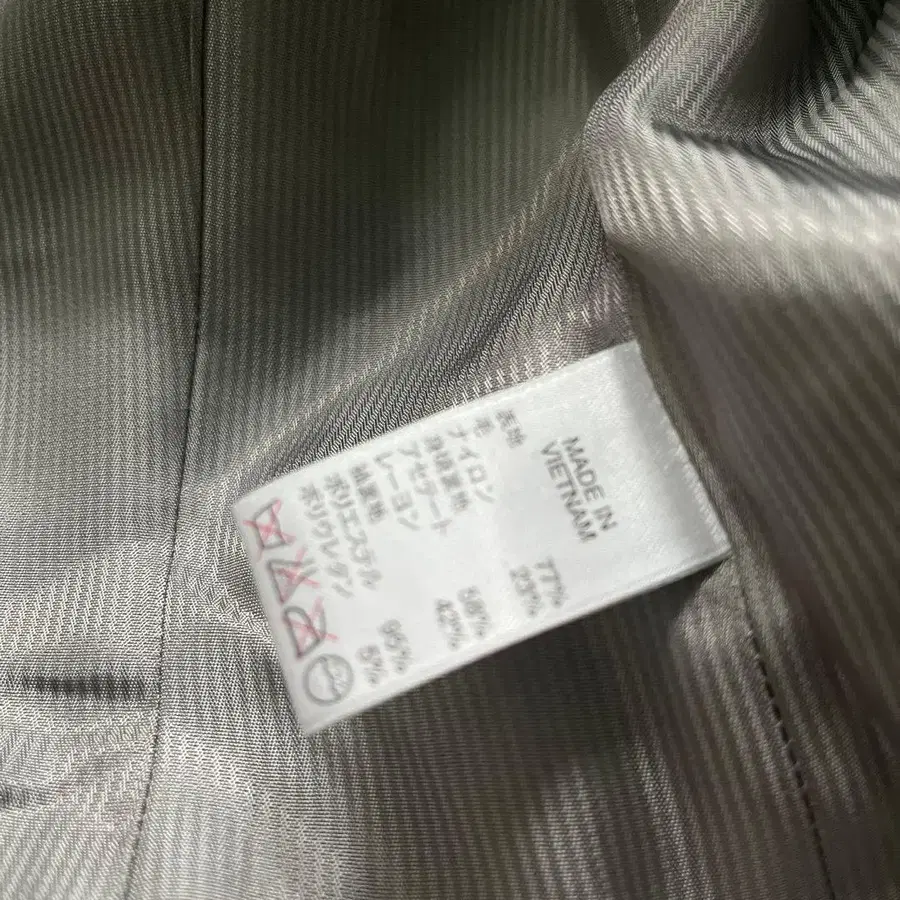 MADE IN
VIETNAM
表地
毛 77%
ナイロン 23%
身頃裏地
アセテート 58%
レーヨン 42%
袖裏地
ポリエステル 95%
ポリウレタン 5%